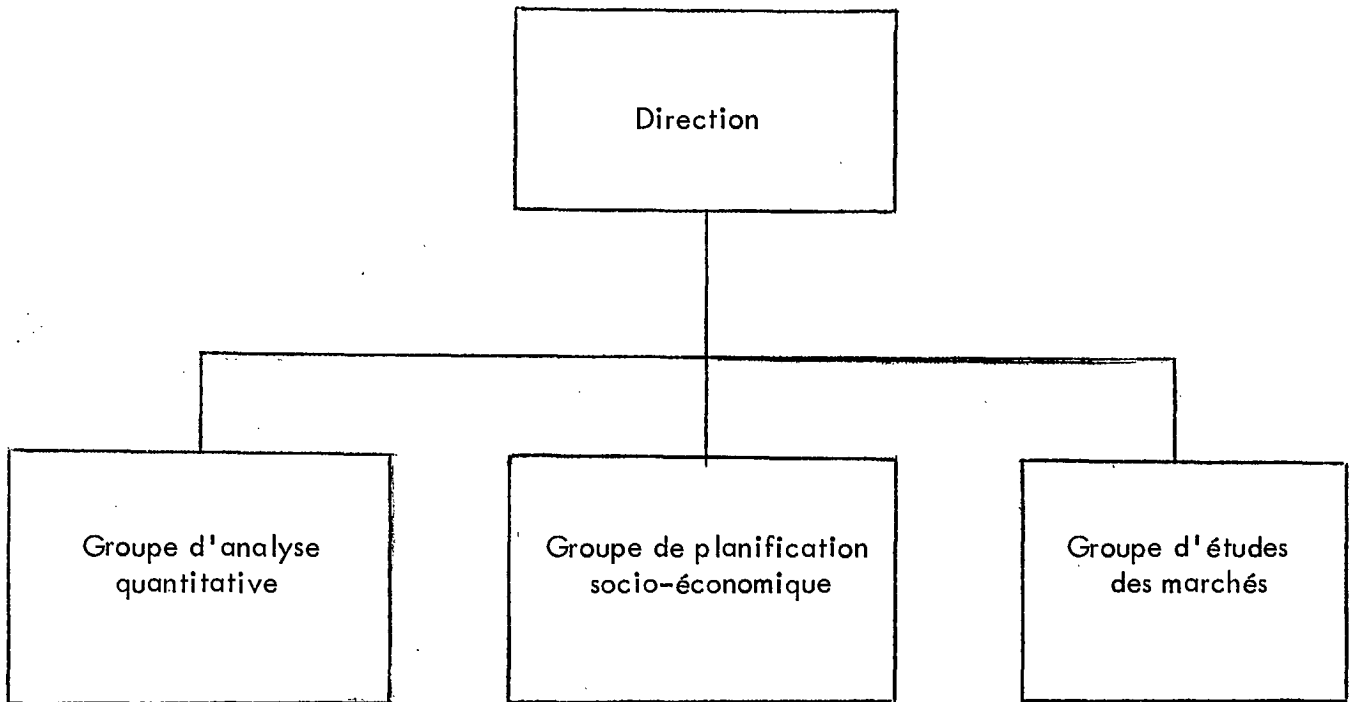 Direction
Groupe d'analyse
quantitative
Groupe de planification
socio-économique
Groupe d'études
des marchés